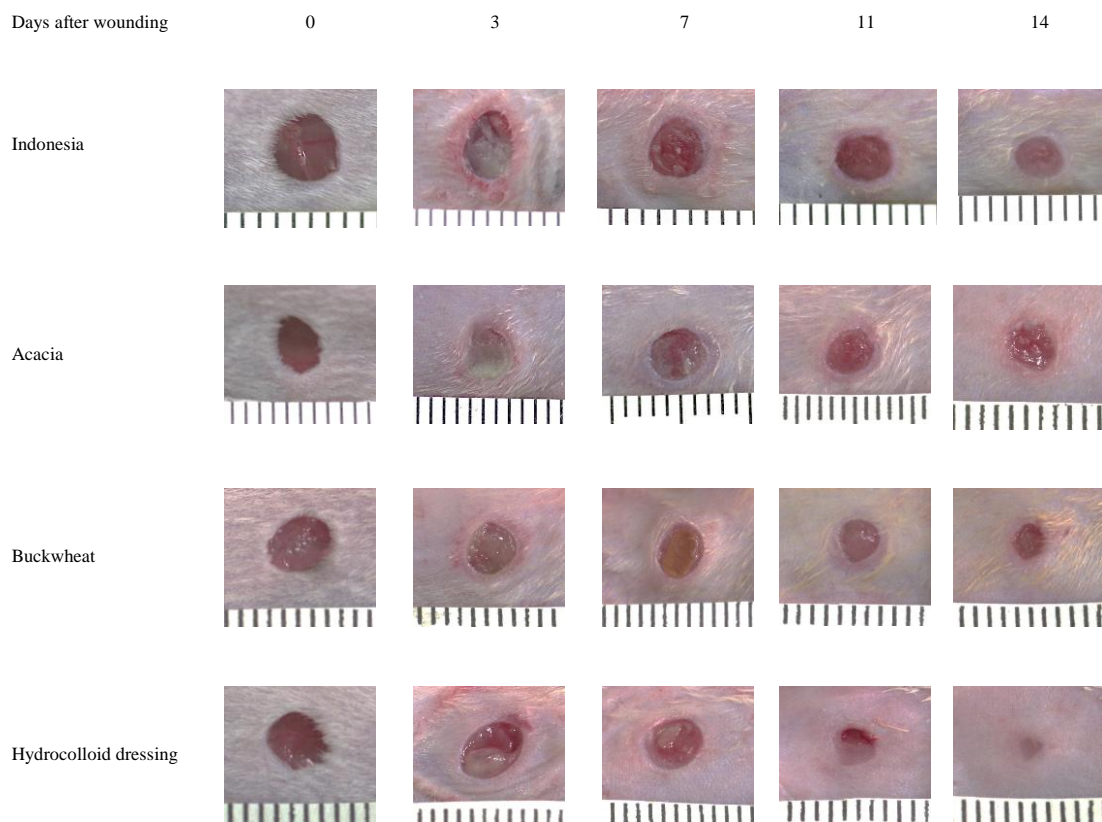 Days after wounding 0 3 7 11 14
Indonesia
Acacia
Buckwheat
Hydrocolloid dressing